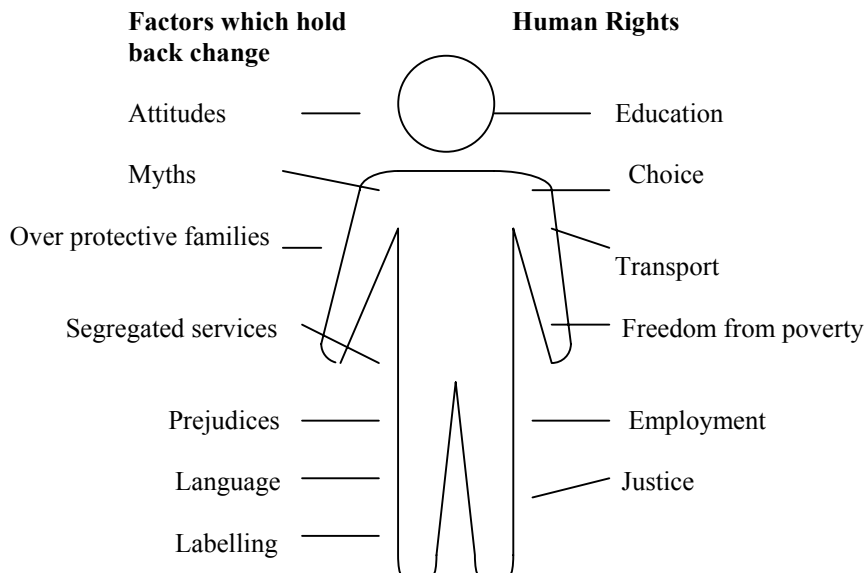 Factors which hold
back change
Attitudes
Myths
Over protective families
Segregated services
Prejudices
Language
Labelling
Human Rights
Education
Choice
Transport
Freedom from poverty
Employment
Justice